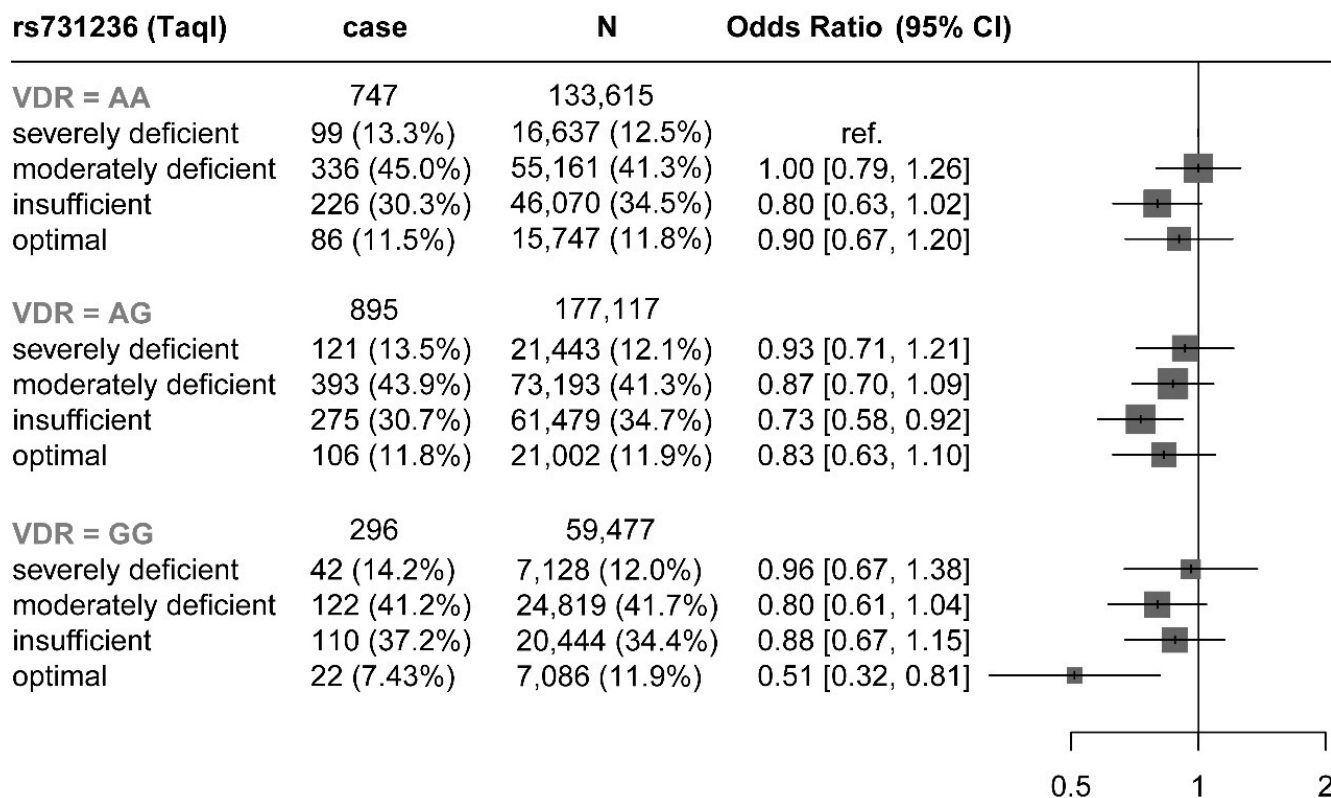 rs731236 (TaqI) case N Odds Ratio (95% CI)
VDR = AA 747 133,615
severely deficient 99 (13.3%) 16,637 (12.5%) ref.
moderately deficient 336 (45.0%) 55,161 (41.3%) 1.00 [0.79, 1.26]
insufficient 226 (30.3%) 46,070 (34.5%) 0.80 [0.63, 1.02]
optimal 86 (11.5%) 15,747 (11.8%) 0.90 [0.67, 1.20]
VDR = AG 895 177,117
severely deficient 121 (13.5%) 21,443 (12.1%) 0.93 [0.71, 1.21]
moderately deficient 393 (43.9%) 73,193 (41.3%) 0.87 [0.70, 1.09]
insufficient 275 (30.7%) 61,479 (34.7%) 0.73 [0.58, 0.92]
optimal 106 (11.8%) 21,002 (11.9%) 0.83 [0.63, 1.10]
VDR = GG 296 59,477
severely deficient 42 (14.2%) 7,128 (12.0%) 0.96 [0.67, 1.38]
moderately deficient 122 (41.2%) 24,819 (41.7%) 0.80 [0.61, 1.04]
insufficient 110 (37.2%) 20,444 (34.4%) 0.88 [0.67, 1.15]
optimal 22 (7.43%) 7,086 (11.9%) 0.51 [0.32, 0.81]
0.5 1 2